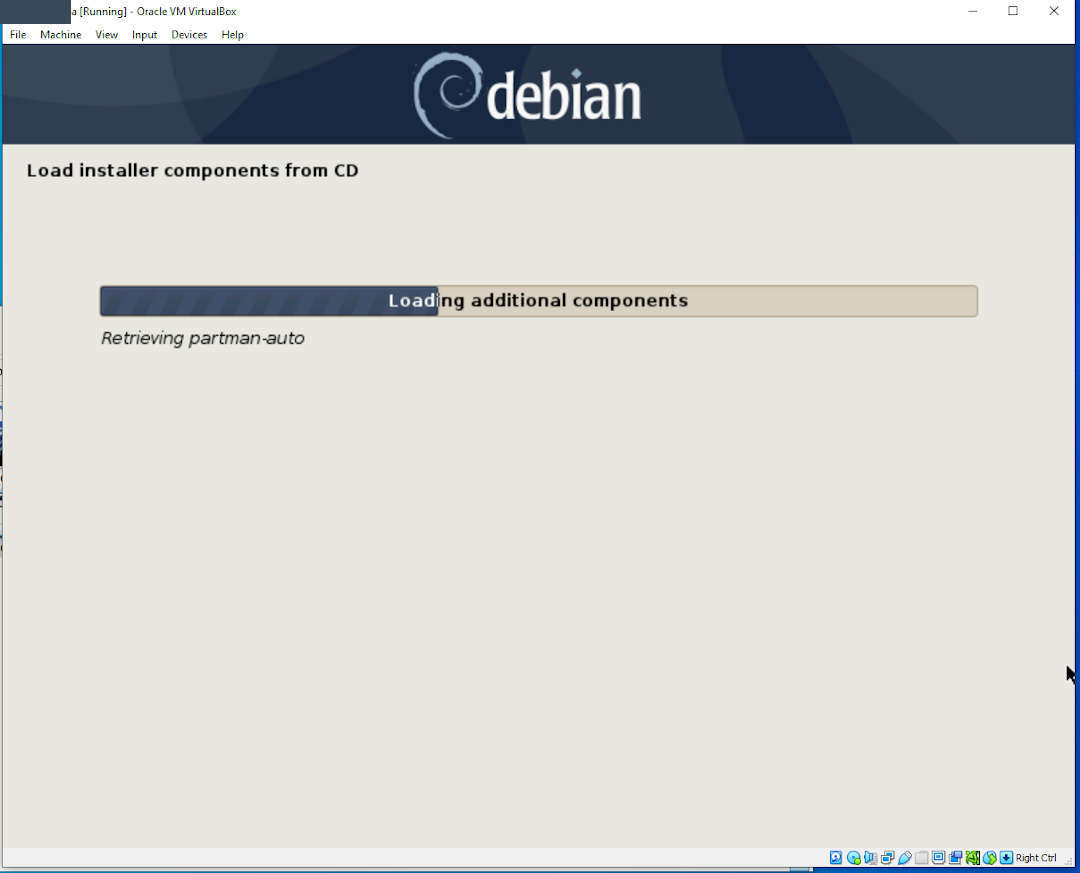 a [Running] - Oracle VM VirtualBox
File Machine View Input Devices Help
debian
Load installer components from CD
Loading additional components
Retrieving partman-auto
Right Ctrl